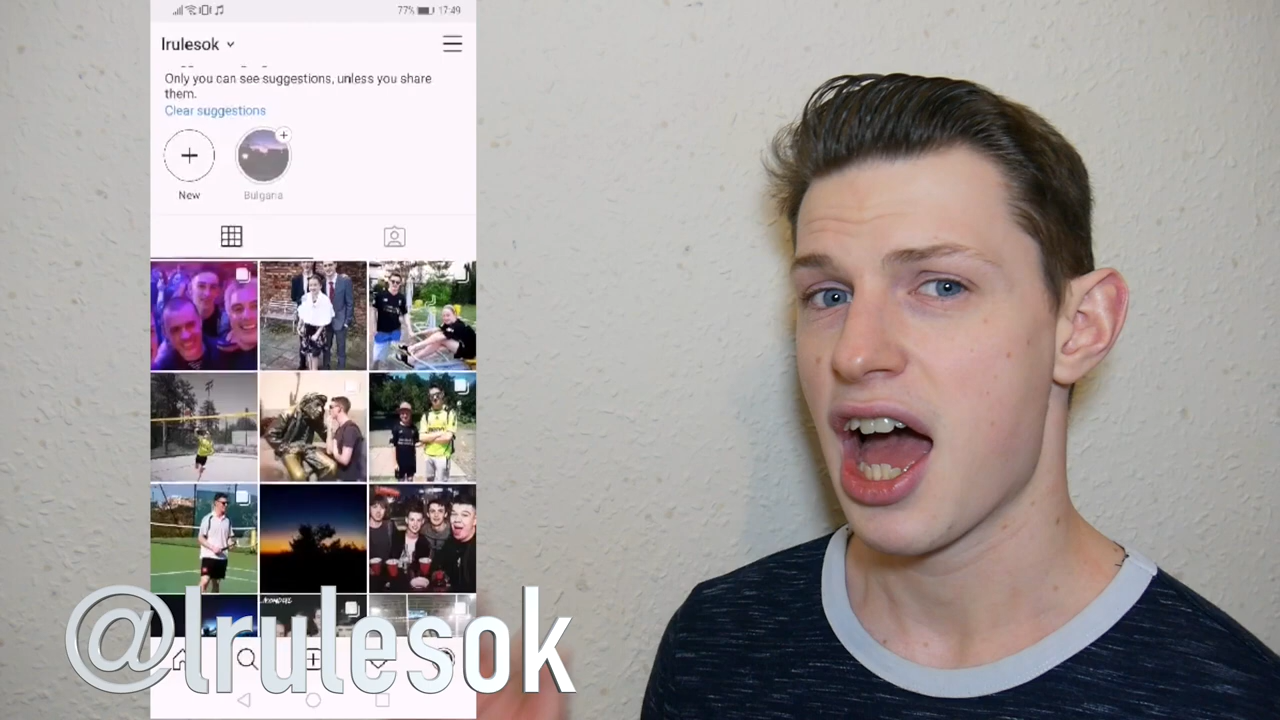 77% 17:49
lrulesok
Only you can see suggestions, unless you share
them.
Clear suggestions
New
Bulgaria
@lrulesok